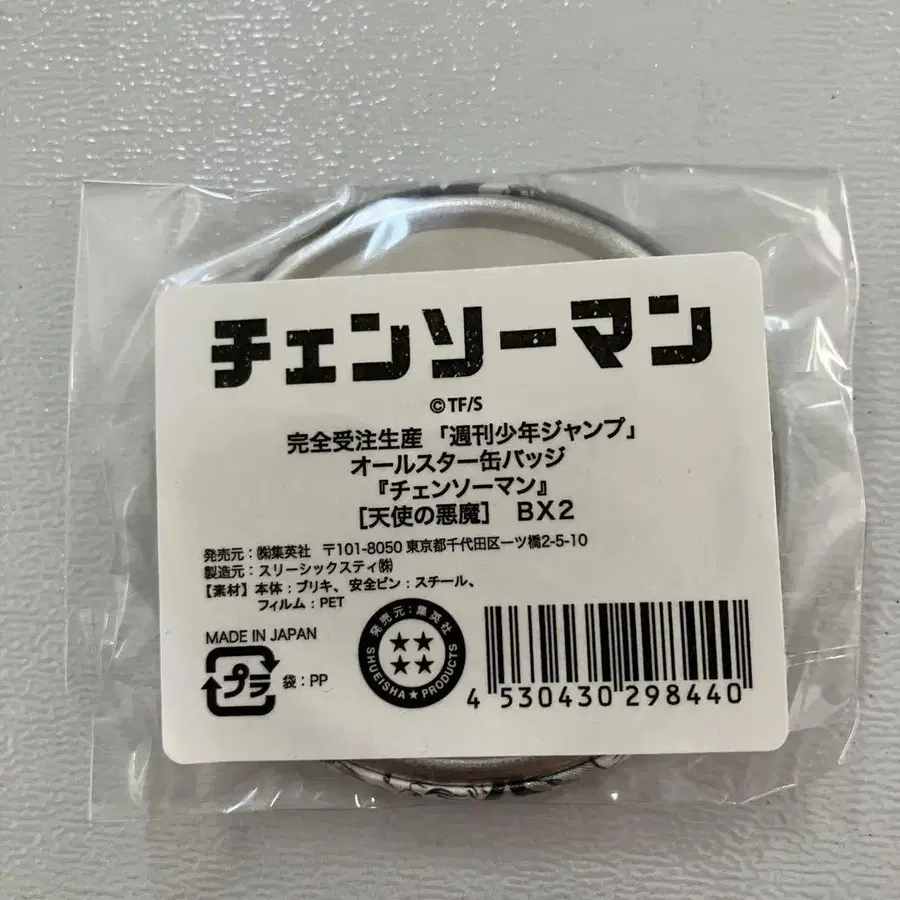 チェンソーマン
©TF/S
完全受注生産 「週刊少年ジャンプ」
オールスター缶バッジ
『チェンソーマン』
[天使の悪魔] BX2
発売元：㈱集英社 〒101-8050 東京都千代田区一ツ橋2-5-10
製造元：スリーシックスティ㈱
【素材】本体：ブリキ、安全ピン：スチール、
フィルム：PET
MADE IN JAPAN
プラ 袋：PP
発売元：集英社
SHUEISHA★PRODUCTS
4 530430 298440